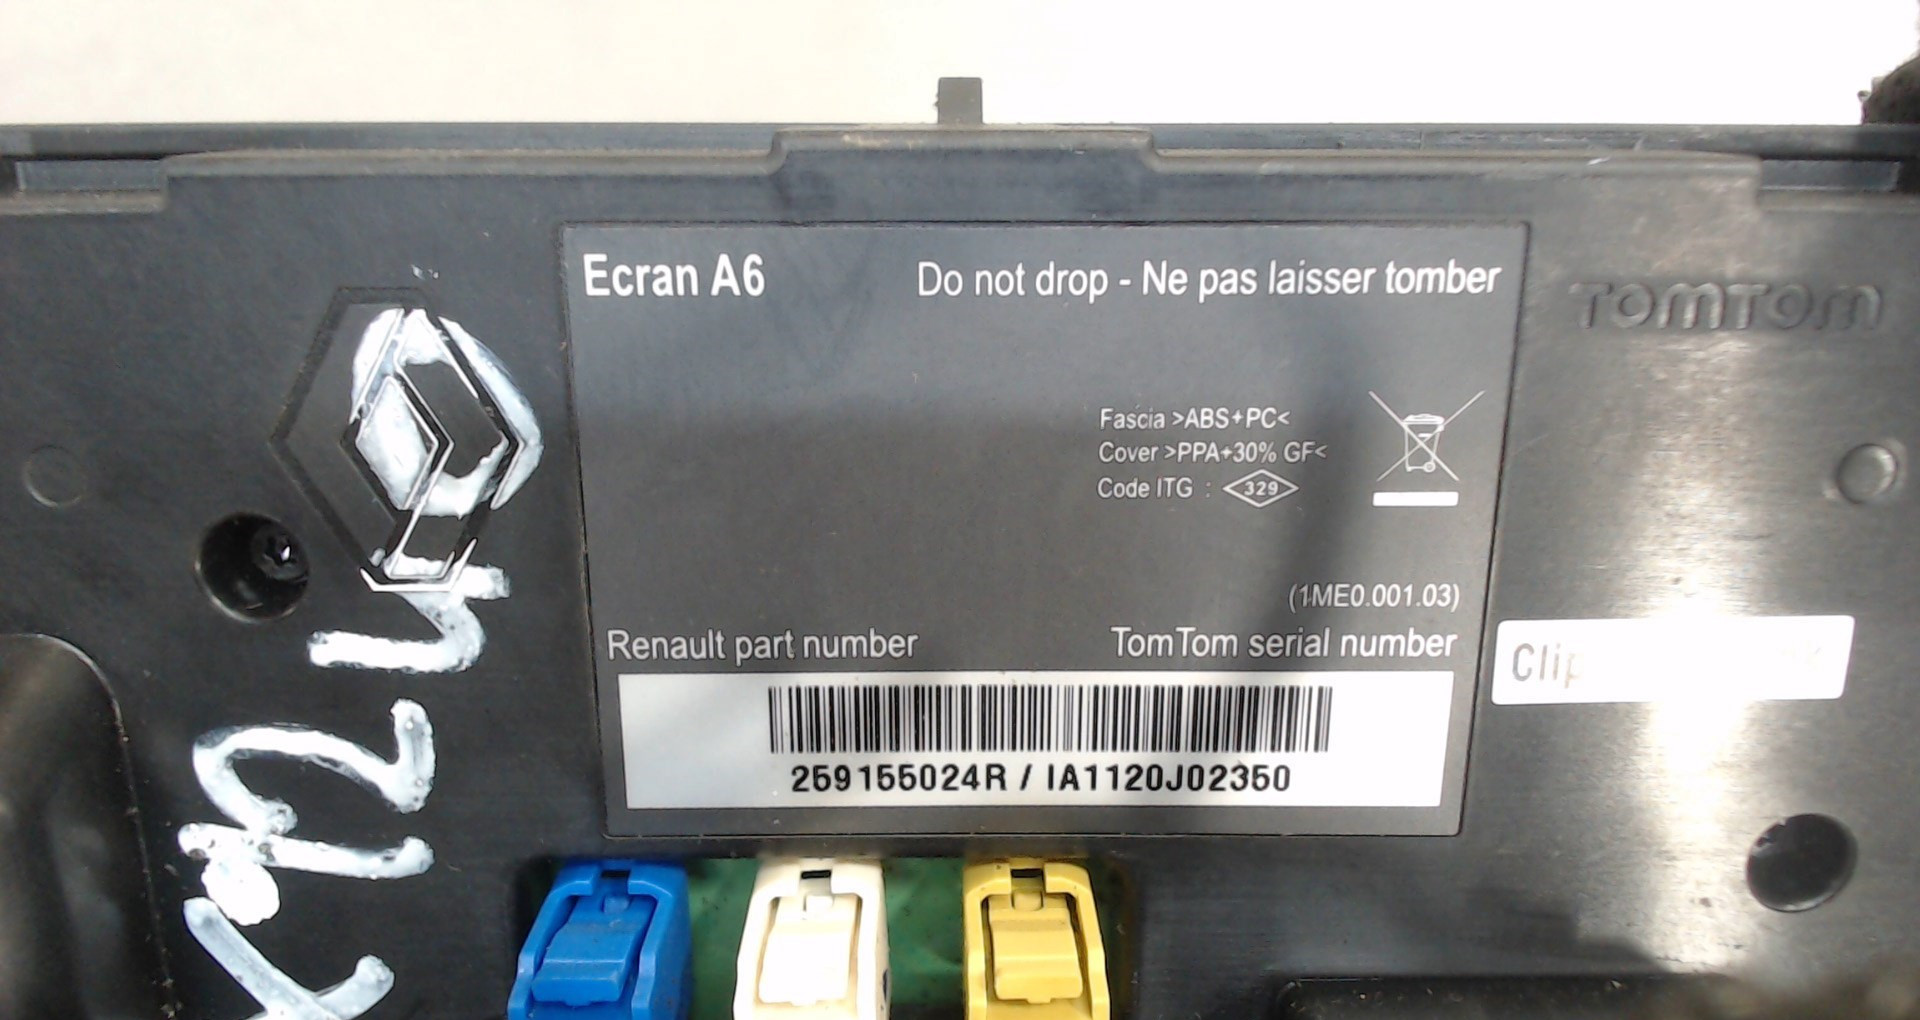 Ecran A6
Do not drop - Ne pas laisser tomber
TOMTOM
Fascia >ABS+PC<
Cover >PPA+30% GF<
Code ITG : 329
(1ME0.001.03)
Renault part number
TomTom serial number
259155024R / IA1120J02350